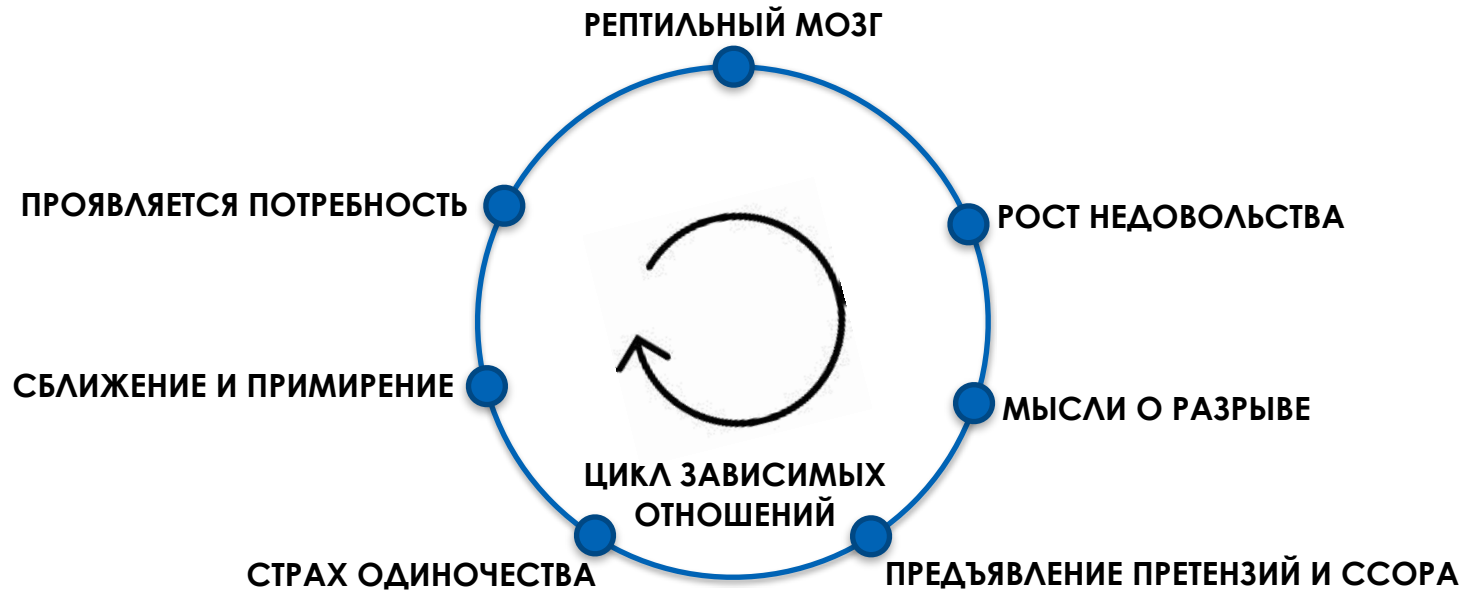 РЕПТИЛЬНЫЙ МОЗГ
ПРОЯВЛЯЕТСЯ ПОТРЕБНОСТЬ
РОСТ НЕДОВОЛЬСТВА
СБЛИЖЕНИЕ И ПРИМИРЕНИЕ
МЫСЛИ О РАЗРЫВЕ
ЦИКЛ ЗАВИСИМЫХ
ОТНОШЕНИЙ
СТРАХ ОДИНОЧЕСТВА
ПРЕДЪЯВЛЕНИЕ ПРЕТЕНЗИЙ И ССОРА